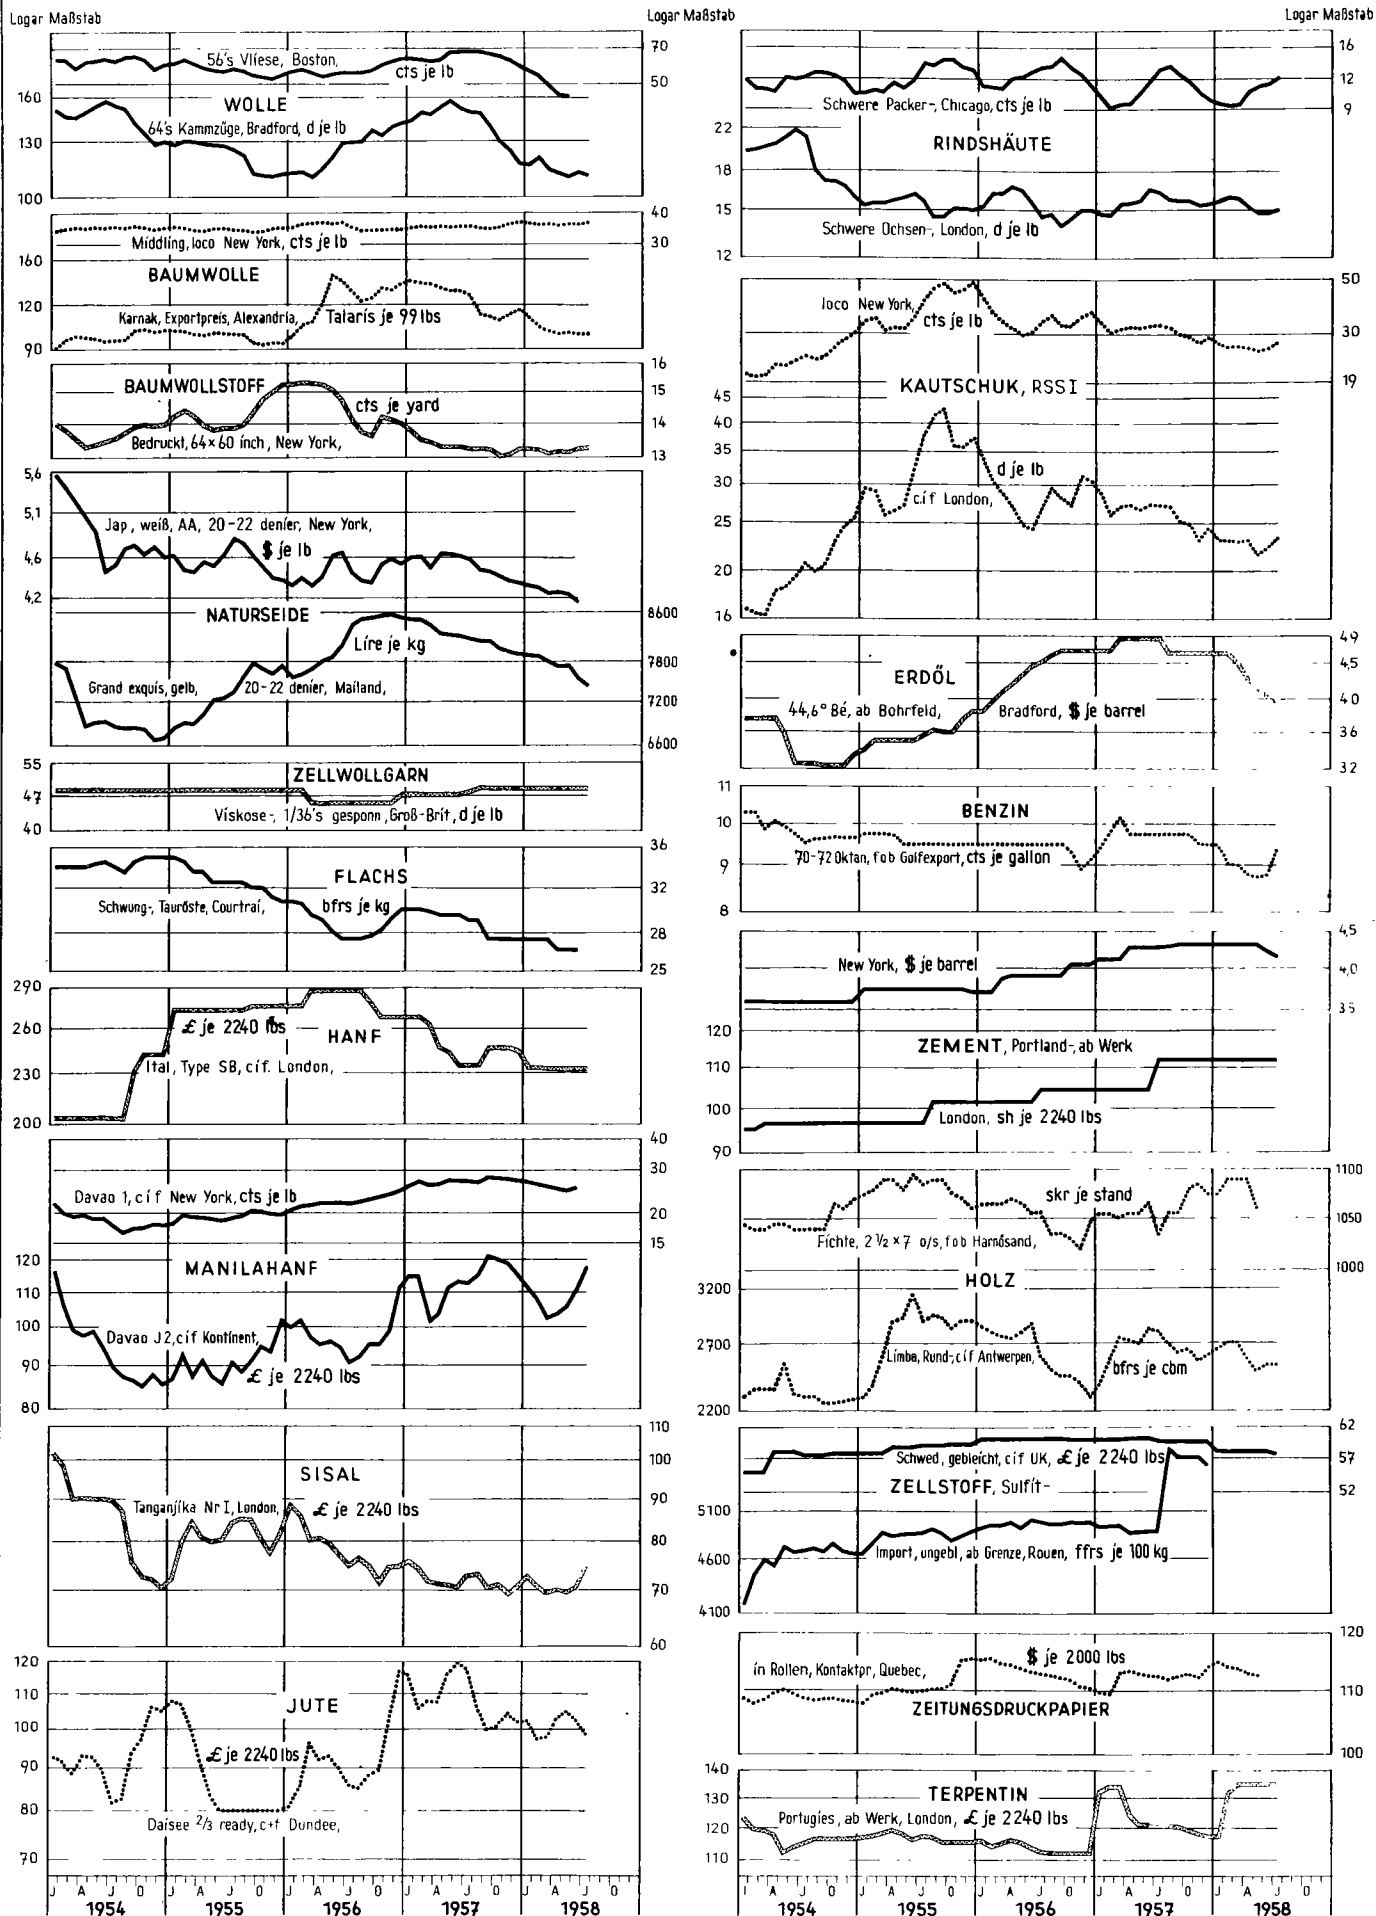 Logar Maßstab
Logar Maßstab
Logar Maßstab
70
56's Vliese, Boston,
cts je lb
50
160
WOLLE
64's Kammzüge, Bradford, d je lb
130
100
40
Middling, loco New York, cts je lb
30
160
BAUMWOLLE
120
Karnak, Exportpreis, Alexandria, Talaris je 99 lbs
90
16
BAUMWOLLSTOFF
15
cts je yard
14
Bedruckt, 64×60 inch, New York,
13
5,6
5,1
Jap, weiß, AA, 20-22 denier, New York,
$ je lb
4,6
4,2
NATURSEIDE
8600
Lire je kg
7800
Grand exquis, gelb, 20-22 denier, Mailand,
7200
6600
55
ZELLWOLLGARN
47
Viskose-, 1/36's gesponn, Groß-Brit, d je lb
40
36
FLACHS
32
Schwung-, Tauröste, Courtrai, bfrs je kg
28
25
290
260
£ je 2240 lbs
HANF
Ital, Type SB, cif. London,
230
200
40
30
Davao 1, cif New York, cts je lb
20
15
120
MANILAHANF
110
100
Davao J2, cif Kontinent,
90
£ je 2240 lbs
80
110
100
SISAL
90
Tanganjika Nr I, London, £ je 2240 lbs
80
70
60
120
110
JUTE
100
£ je 2240 lbs
90
80
Daisee 2/3 ready, c+f Dundee,
70
J A J O J A J O J A J O J A J O J A J O
1954 1955 1956 1957 1958
16
12
Schwere Packer-, Chicago, cts je lb
9
22
RINDSHÄUTE
18
15
Schwere Ochsen-, London, d je lb
12
50
loco New York,
cts je lb
30
KAUTSCHUK, RSSI
19
45
40
35
d je lb
30
cif London,
25
20
16
49
ERDÖL
4,5
44,6° Bé, ab Bohrfeld, Bradford, $ je barrel
40
36
32
11
BENZIN
10
70-72 Oktan, fob Golfexport, cts je gallon
9
8
4,5
New York, $ je barrel
4,0
35
120
ZEMENT, Portland-, ab Werk
110
100
London, sh je 2240 lbs
90
1100
skr je stand
1050
Fichte, 2 1/2 × 7 o/s, fob Harnösand,
1000
HOLZ
3200
2700
Limba, Rund-, cif Antwerpen, bfrs je cbm
2200
62
Schwed, gebleicht, cif UK, £ je 2240 lbs
57
ZELLSTOFF, Sulfit-
52
5100
Import, ungebl, ab Grenze, Rouen, ffrs je 100 kg
4600
4100
120
$ je 2000 lbs
in Rollen, Kontaktpr, Quebec,
110
ZEITUNGSDRUCKPAPIER
100
140
TERPENTIN
130
Portugies, ab Werk, London, £ je 2240 lbs
120
110
J A J O J A J O J A J O J A J O J A J O
1954 1955 1956 1957 1958